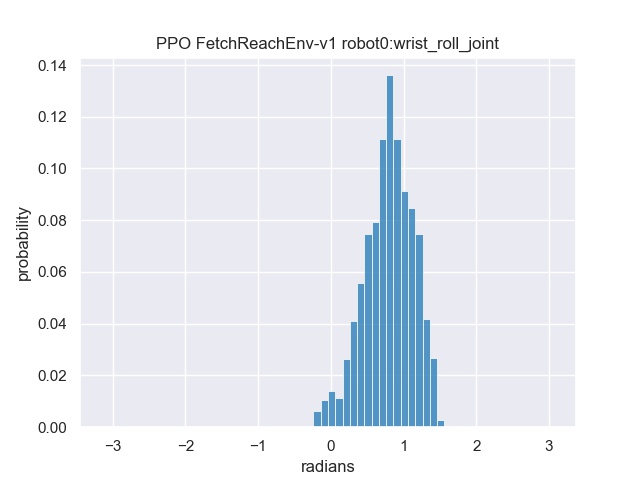 PPO FetchReachEnv-v1 robot0:wrist_roll_joint
0.14
0.12
0.10
0.08
0.06
0.04
0.02
0.00
probability
−3 −2 −1 0 1 2 3
radians